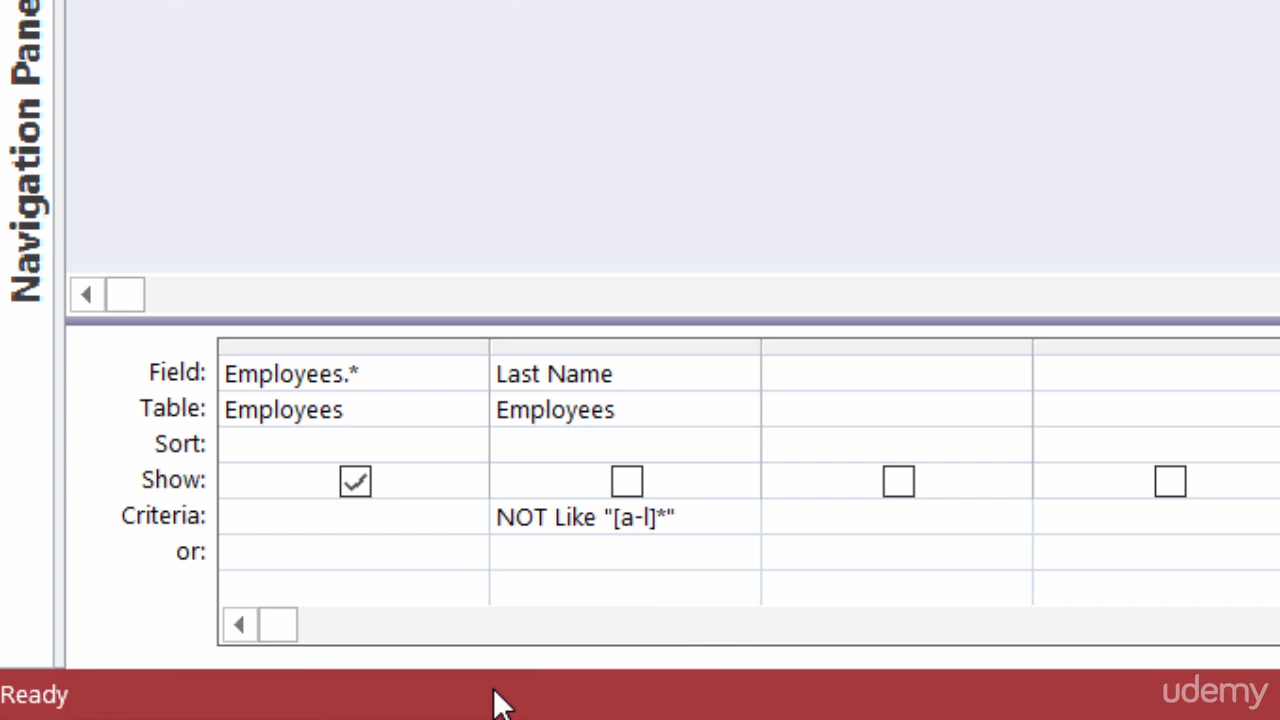 Navigation Pane
Field: Employees.* Last Name
Table: Employees Employees
Sort:
Show:
Criteria: NOT Like "[a-l]*"
or:
Ready
udemy